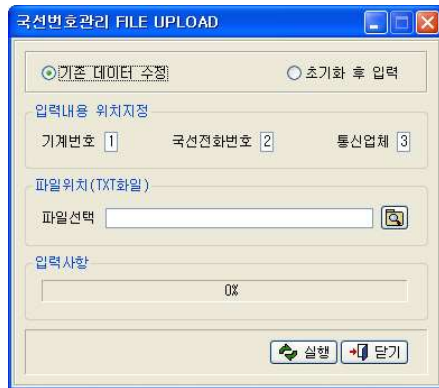 국선번호관리 FILE UPLOAD
기존 데이터 수정 초기화 후 입력
입력내용 위치지정
기계번호 1 국선전화번호 2 통신업체 3
파일위치(TXT화일)
파일선택
입력사항
0%
실행 닫기